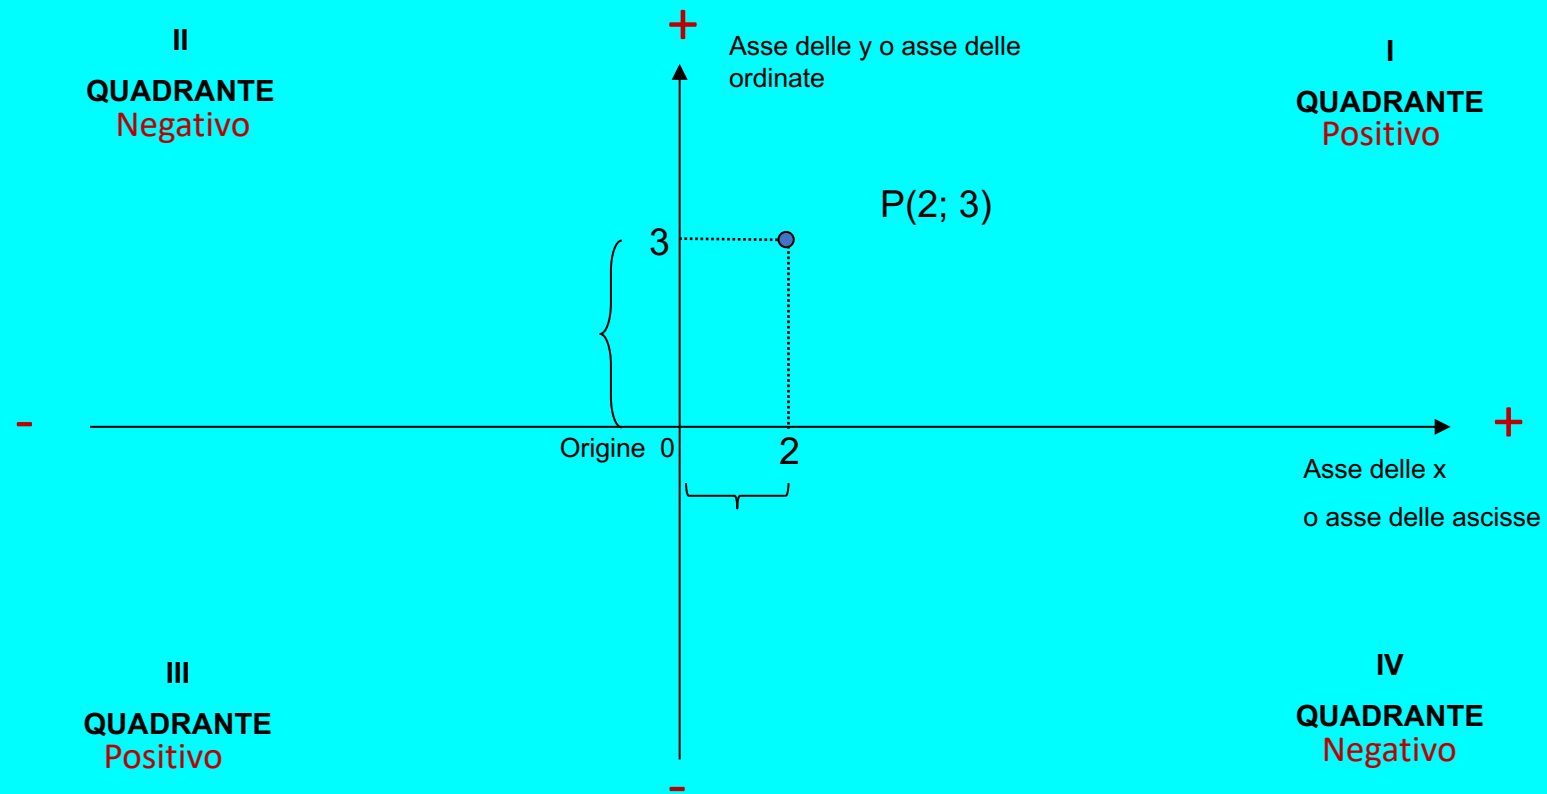 II
QUADRANTE
Negativo
+
Asse delle y o asse delle
ordinate
I
QUADRANTE
Positivo
P(2; 3)
3
-
+
Origine 0
2
Asse delle x
o asse delle ascisse
III
QUADRANTE
Positivo
IV
QUADRANTE
Negativo
-